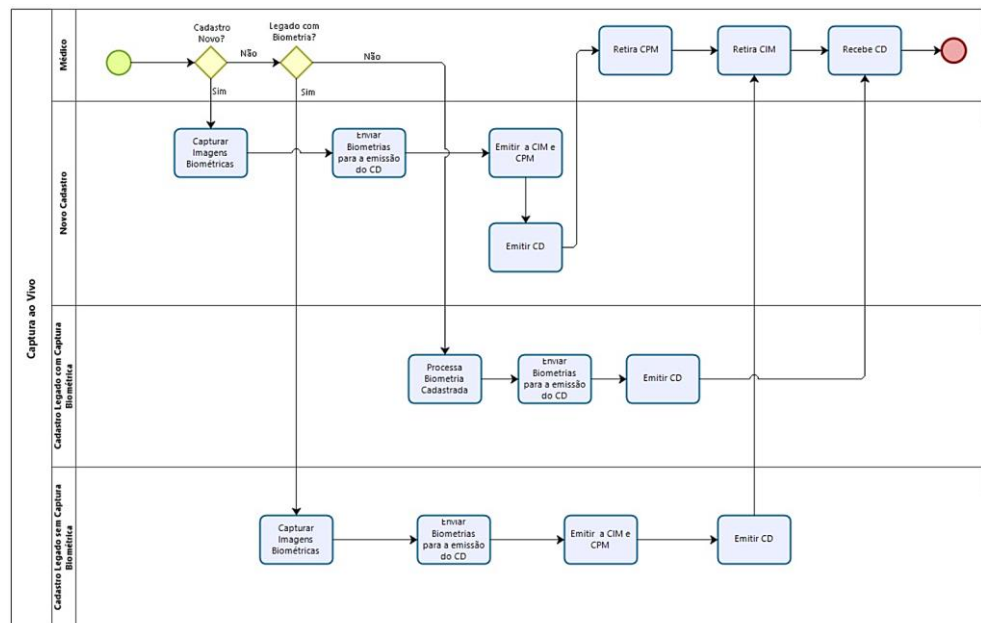 Captura ao Vivo
Médico
Cadastro
Novo?
Legado com
Biometria?
Não
Não
Sim
Sim
Retira CPM
Retira CIM
Recebe CD
Novo Cadastro
Capturar
Imagens
Biométricas
Enviar
Biometrias
para a emissão
do CD
Emitir a CIM e
CPM
Emitir CD
Cadastro Legado com Captura
Biométrica
Processa
Biometria
Cadastrada
Enviar
Biometrias
para a emissão
do CD
Emitir CD
Cadastro Legado sem Captura
Biométrica
Capturar
Imagens
Biométricas
Enviar
Biometrias
para a emissão
do CD
Emitir a CIM e
CPM
Emitir CD